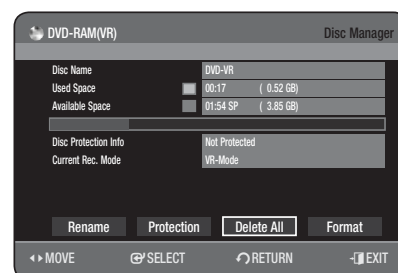 DVD-RAM(VR) Disc Manager
Disc Name DVD-VR
Used Space 00:17 ( 0.52 GB)
Available Space 01:54 SP ( 3.85 GB)
Disc Protection Info Not Protected
Current Rec. Mode VR-Mode
Rename Protection Delete All Format
MOVE SELECT RETURN EXIT